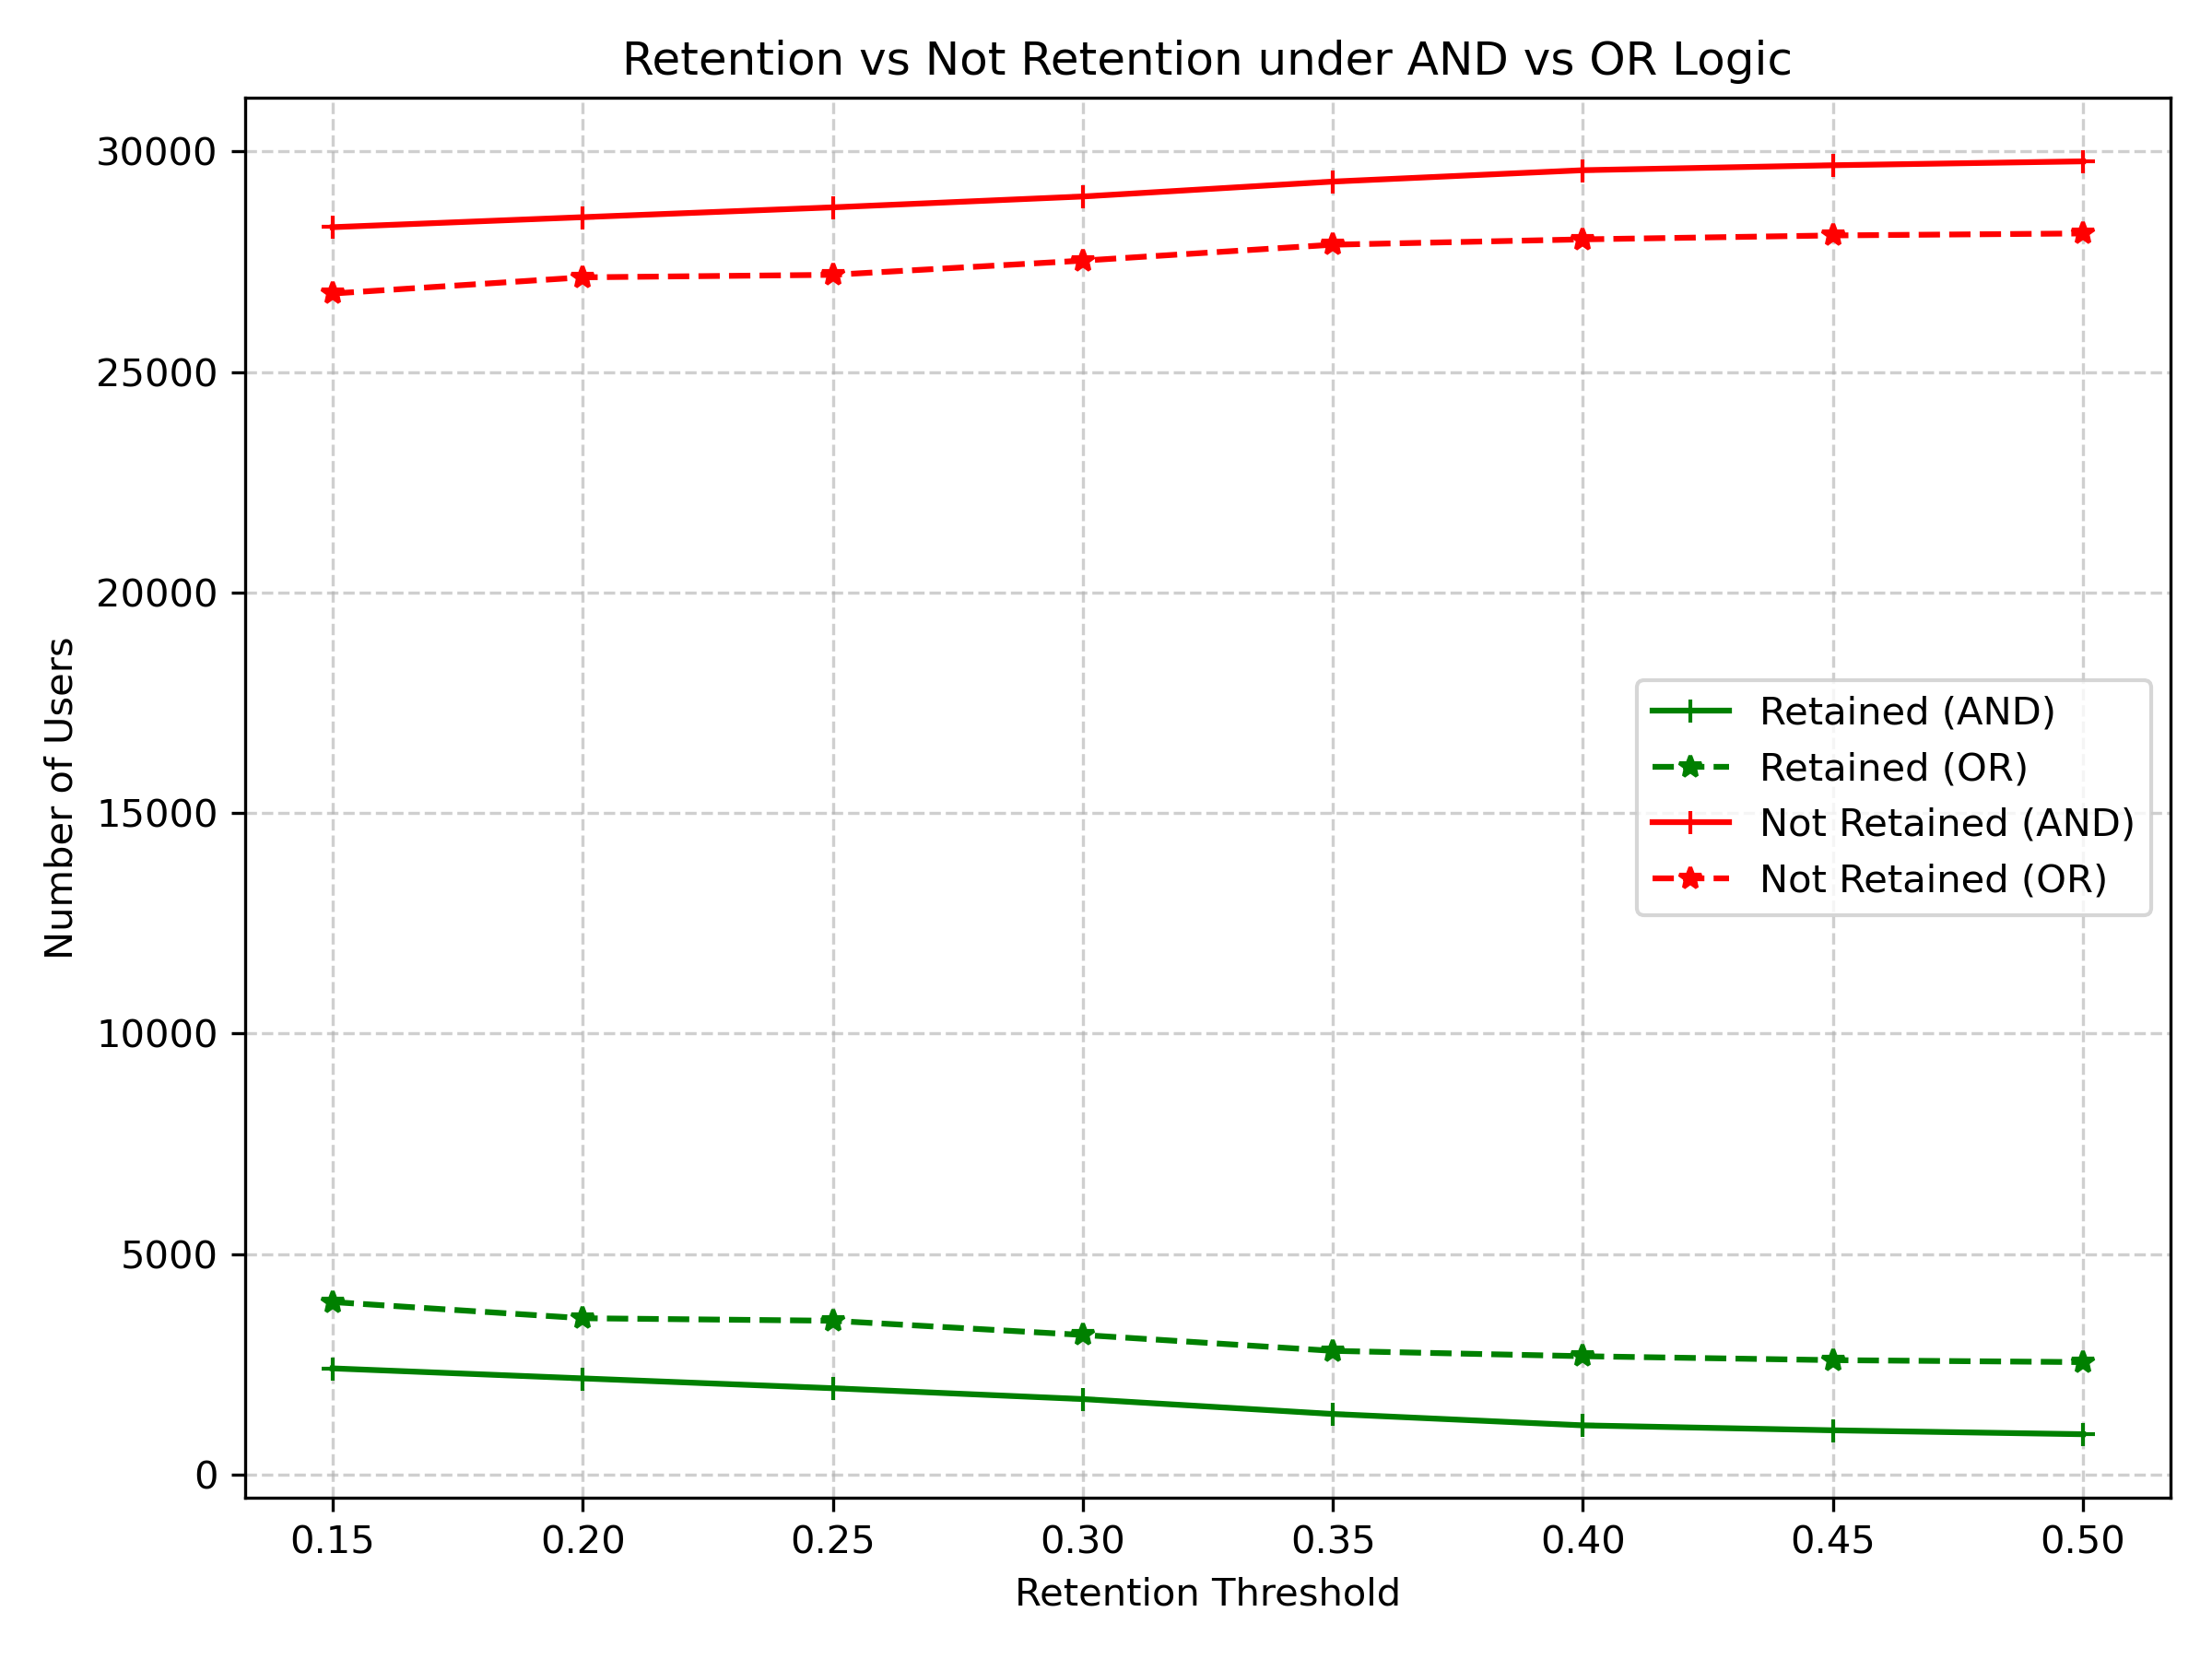 Retention vs Not Retention under AND vs OR Logic
Number of Users
30000
25000
20000
15000
10000
5000
0
Retained (AND)
Retained (OR)
Not Retained (AND)
Not Retained (OR)
0.15 0.20 0.25 0.30 0.35 0.40 0.45 0.50
Retention Threshold